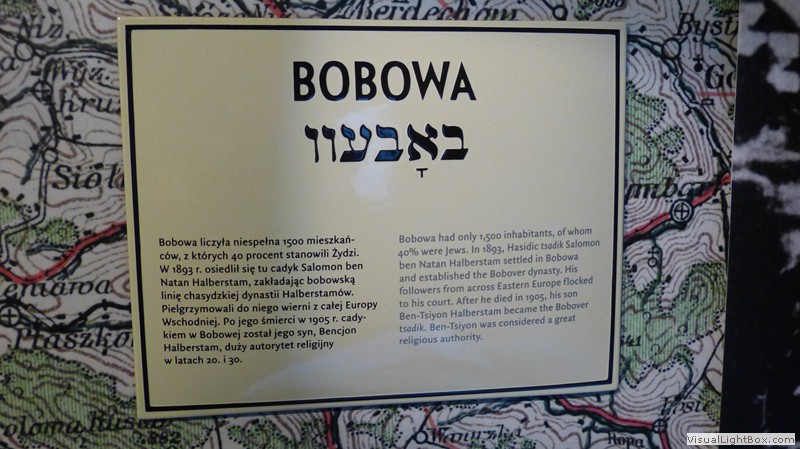 BOBOWA
באָבעװ
Bobowa liczyła niespełna 1500 mieszkań-
ców, z których 40 procent stanowili Żydzi.
W 1893 r. osiedlił się tu cadyk Salomon ben
Natan Halberstam, zakładając bobowską
linię chasydzkiej dynastii Halberstamów.
Pielgrzymowali do niego wierni z całej Europy
Wschodniej. Po jego śmierci w 1905 r. cady-
kiem w Bobowej został jego syn, Bencjon
Halberstam, duży autorytet religijny
w latach 20. i 30.
Bobowa had only 1,500 inhabitants, of whom
40% were Jews. In 1893, Hasidic tsadik Salomon
ben Natan Halberstam settled in Bobowa
and established the Bobover dynasty. His
followers from across Eastern Europe flocked
to his court. After he died in 1905, his son
Ben-Tsiyon Halberstam became the Bobover
tsadik. Ben-Tsiyon was considered a great
religious authority.
Berdechów
Siół
882
Ropa
VisualLightBox.com